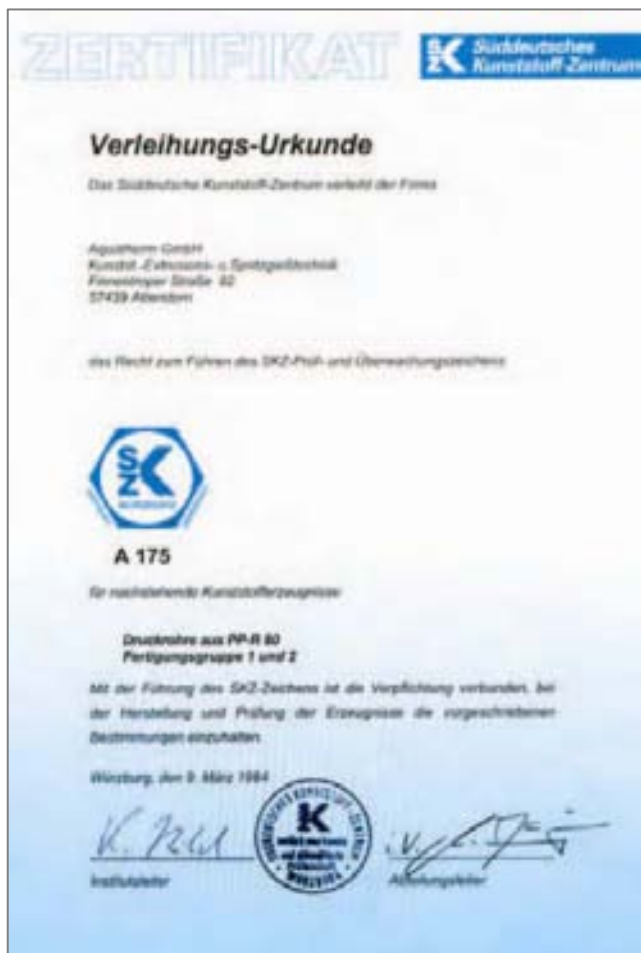 ZERTIFIKAT
SKZ Süddeutsches
Kunststoff-Zentrum
Verleihungs-Urkunde
Das Süddeutsche Kunststoff-Zentrum verleiht der Firma
Aquatherm GmbH
Kunstst.-Extrusions- u. Spritzgießtechnik
Finnentroper Straße
57439 Attendorn
das Recht zum Führen des SKZ-Prüf- und Überwachungszeichens
SKZ
A 175
für nachstehende Kunststofferzeugnisse
Druckrohre aus PP-R 80
Fertigungsgruppe 1 und 2
Mit der Führung des SKZ-Zeichens ist die Verpflichtung verbunden, bei
der Herstellung und Prüfung der Erzeugnisse die vorgeschriebenen
Bestimmungen einzuhalten.
Würzburg, den 9. März
K
Institutsleiter
i.V.
Abteilungsleiter